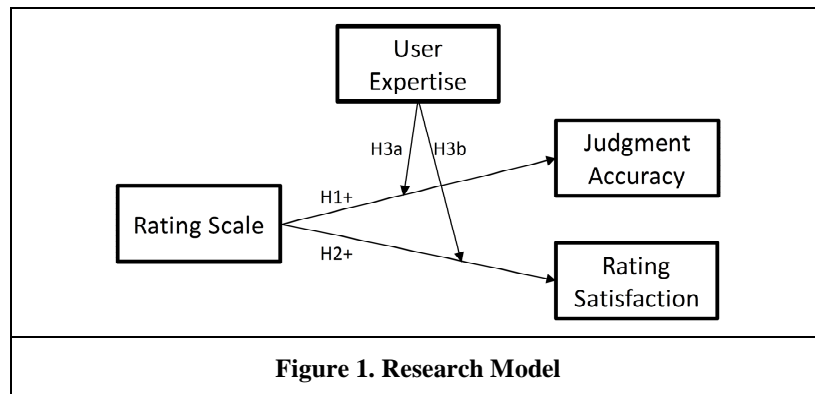 User
Expertise
H3a
H3b
Judgment
Accuracy
H1+
Rating Scale
H2+
Rating
Satisfaction
Figure 1. Research Model